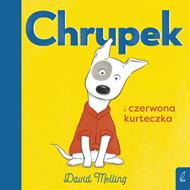 Chrupek
i czerwona
kurteczka
David Melling